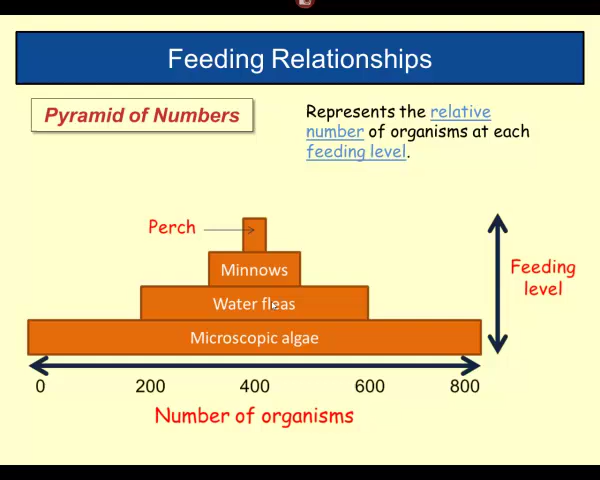 Feeding Relationships
Pyramid of Numbers
Represents the relative
number of organisms at each
feeding level.
Perch
Minnows
Water fleas
Microscopic algae
Feeding
level
0 200 400 600 800
Number of organisms